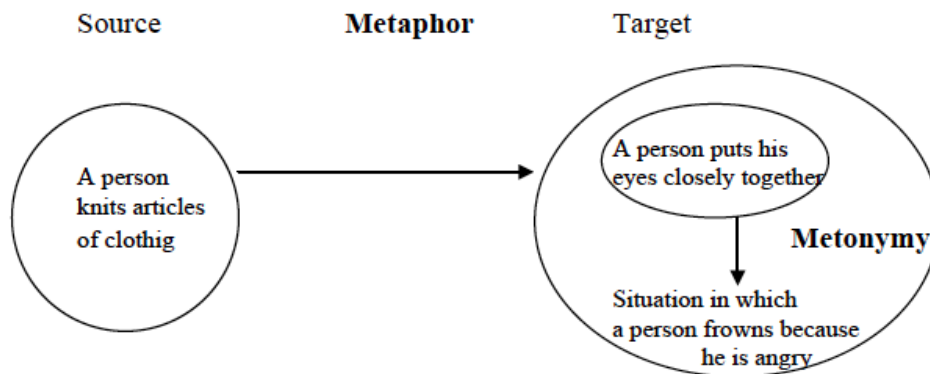 Source Metaphor Target
A person
knits articles
of clothig
A person puts his
eyes closely together
Metonymy
Situation in which
a person frowns because
he is angry